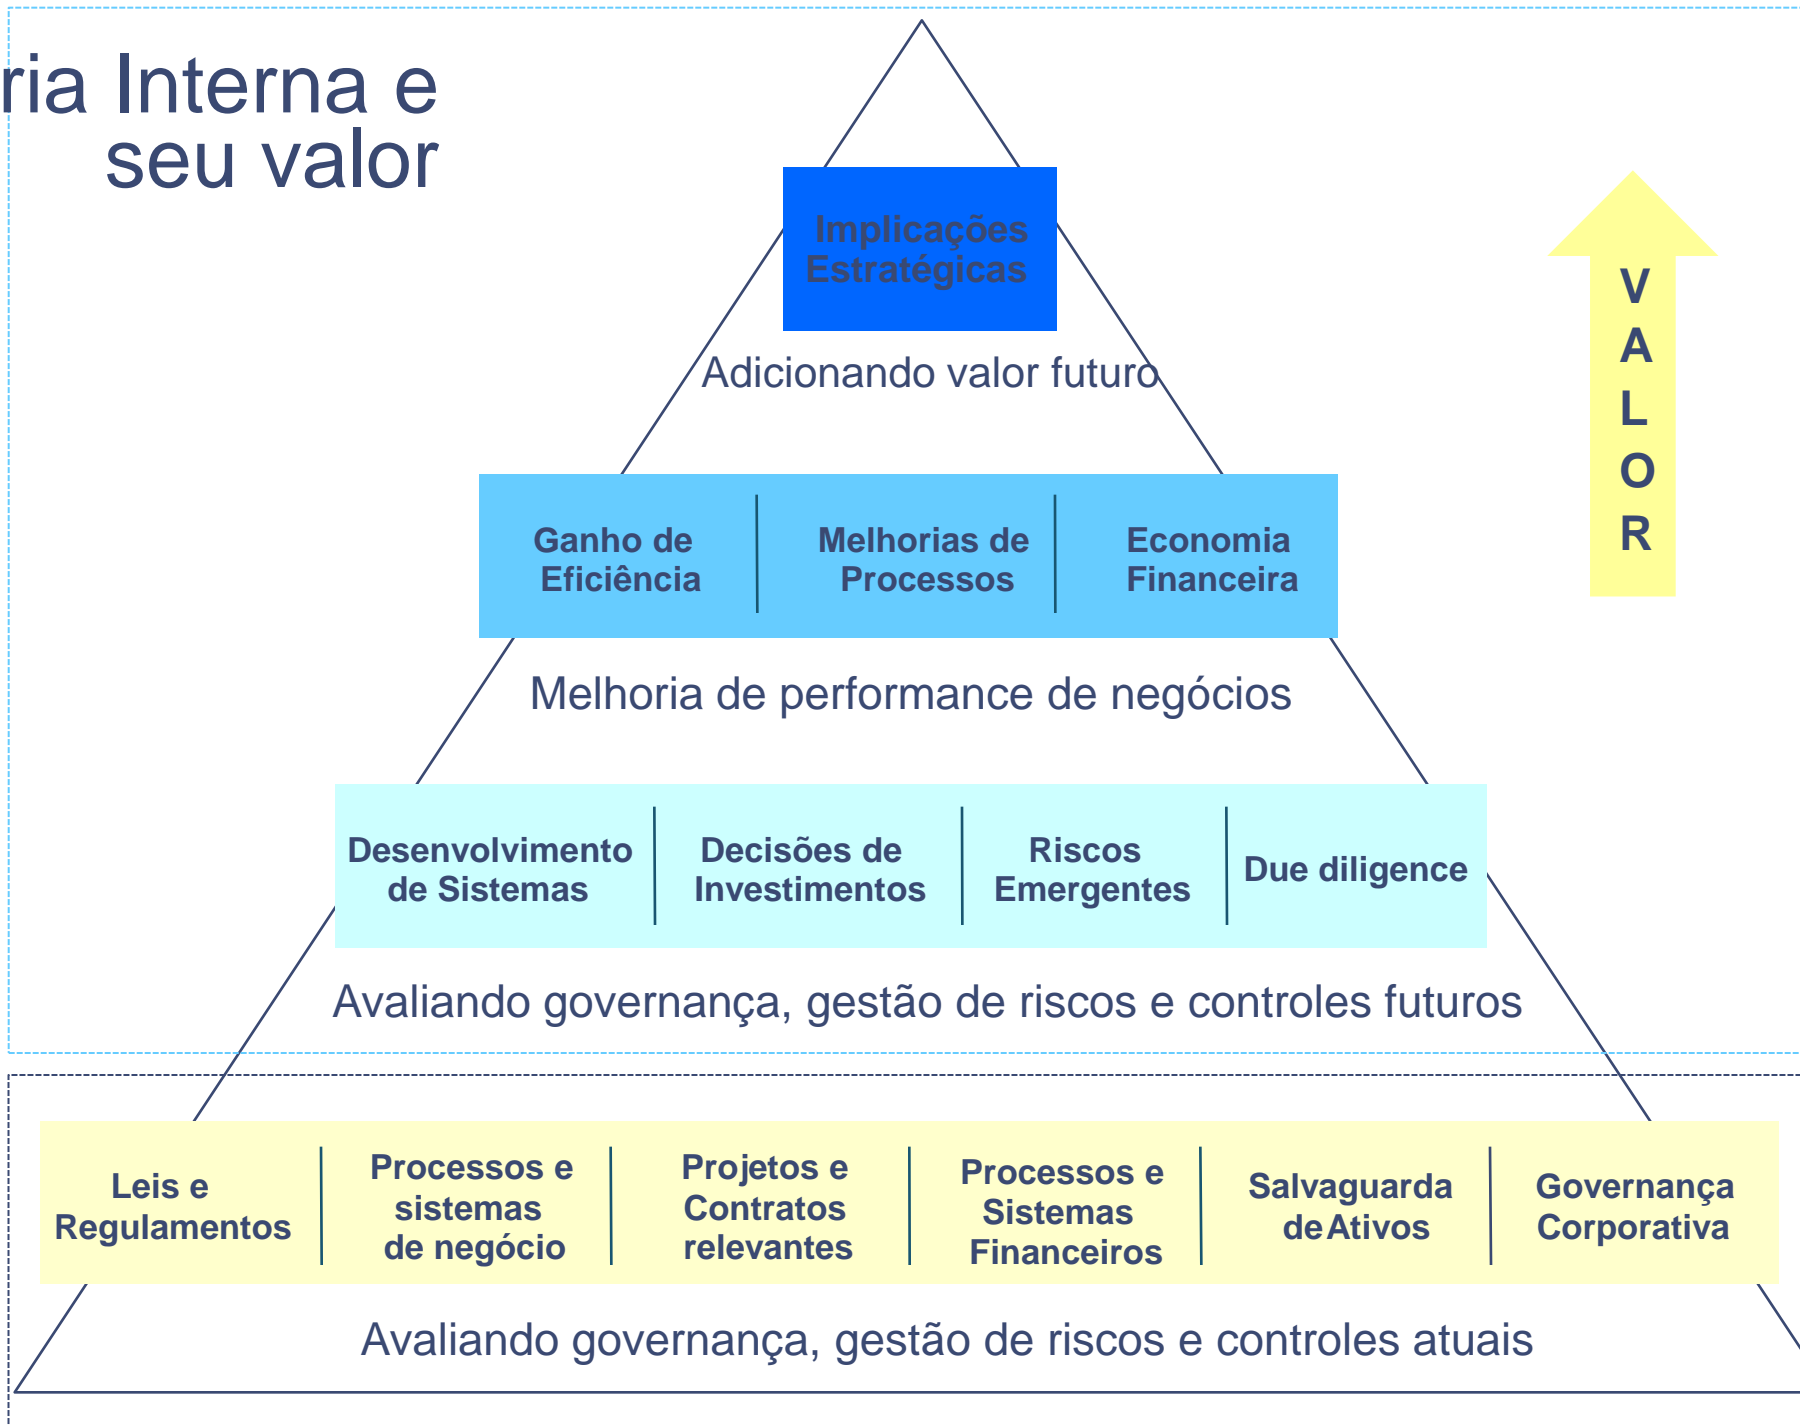 ria Interna e
seu valor
Implicações
Estratégicas
Adicionando valor futuro
V
A
L
O
R
Ganho de
Eficiência
Melhorias de
Processos
Economia
Financeira
Melhoria de performance de negócios
Desenvolvimento
de Sistemas
Decisões de
Investimentos
Riscos
Emergentes
Due diligence
Avaliando governança, gestão de riscos e controles futuros
Leis e
Regulamentos
Processos e
sistemas
de negócio
Projetos e
Contratos
relevantes
Processos e
Sistemas
Financeiros
Salvaguarda
de Ativos
Governança
Corporativa
Avaliando governança, gestão de riscos e controles atuais